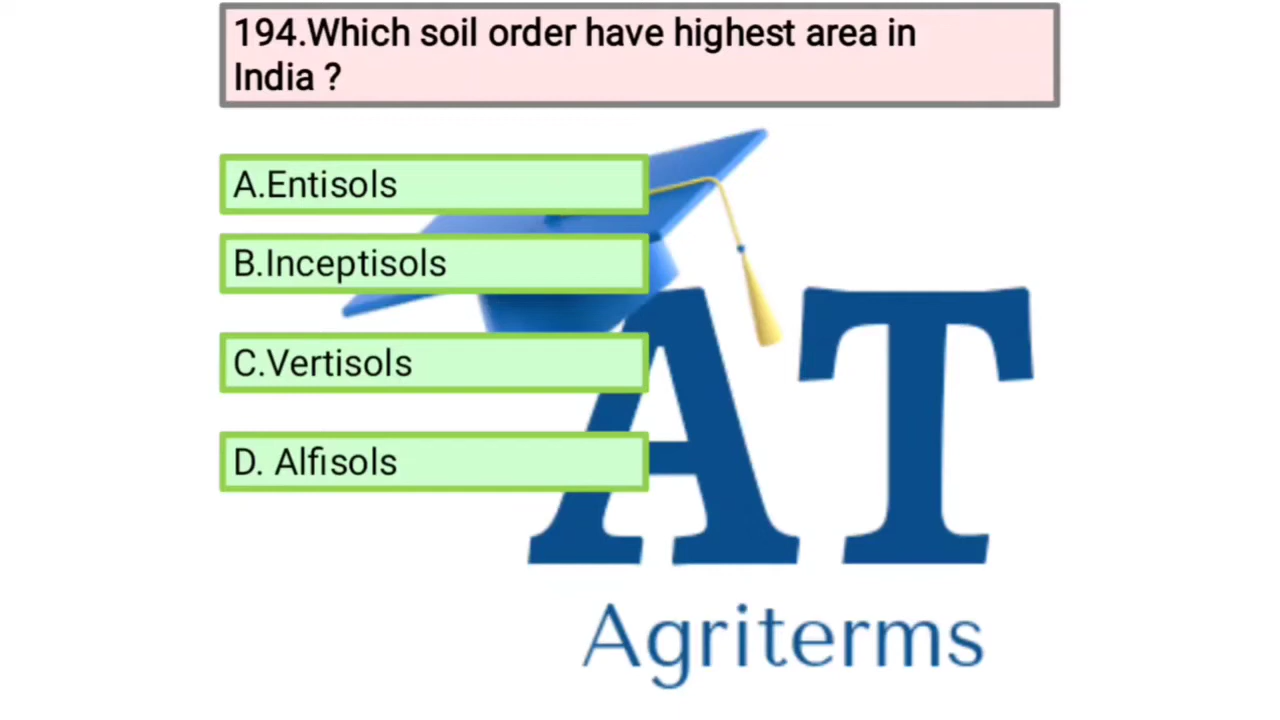 194.Which soil order have highest area in
India ?
A.Entisols
B.Inceptisols
C.Vertisols
D. Alfisols
AT
Agriterms